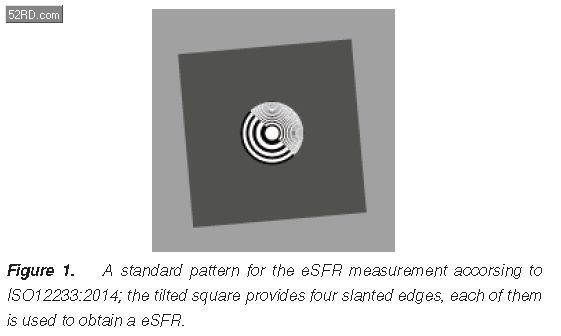 52RD.com
Figure 1. A standard pattern for the eSFR measurement accorsing to
ISO12233:2014; the tilted square provides four slanted edges, each of them
is used to obtain a eSFR.